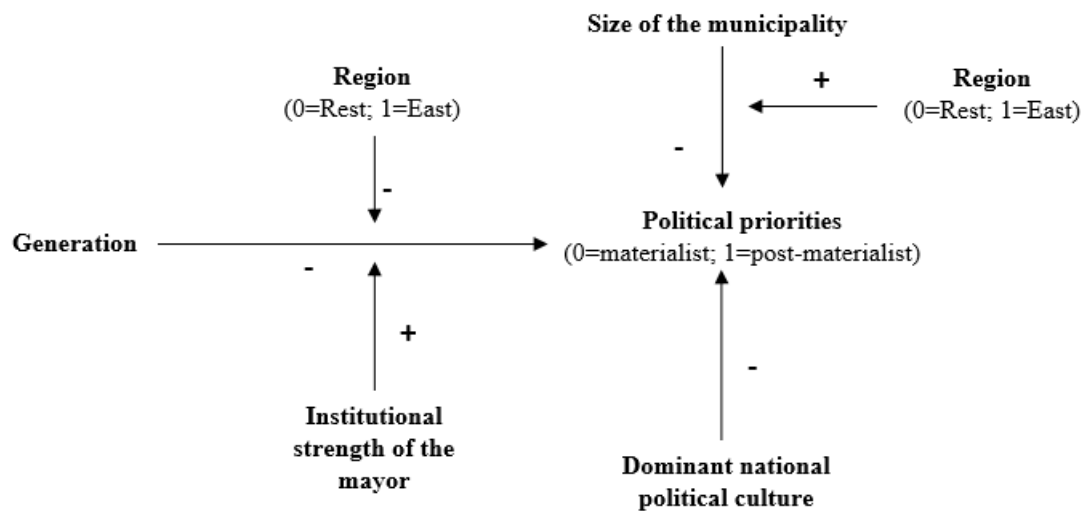 Size of the municipality
Region
(0=Rest; 1=East)
+
Region
(0=Rest; 1=East)
-
-
Generation
Political priorities
(0=materialist; 1=post-materialist)
-
+
-
Institutional
strength of the
mayor
Dominant national
political culture